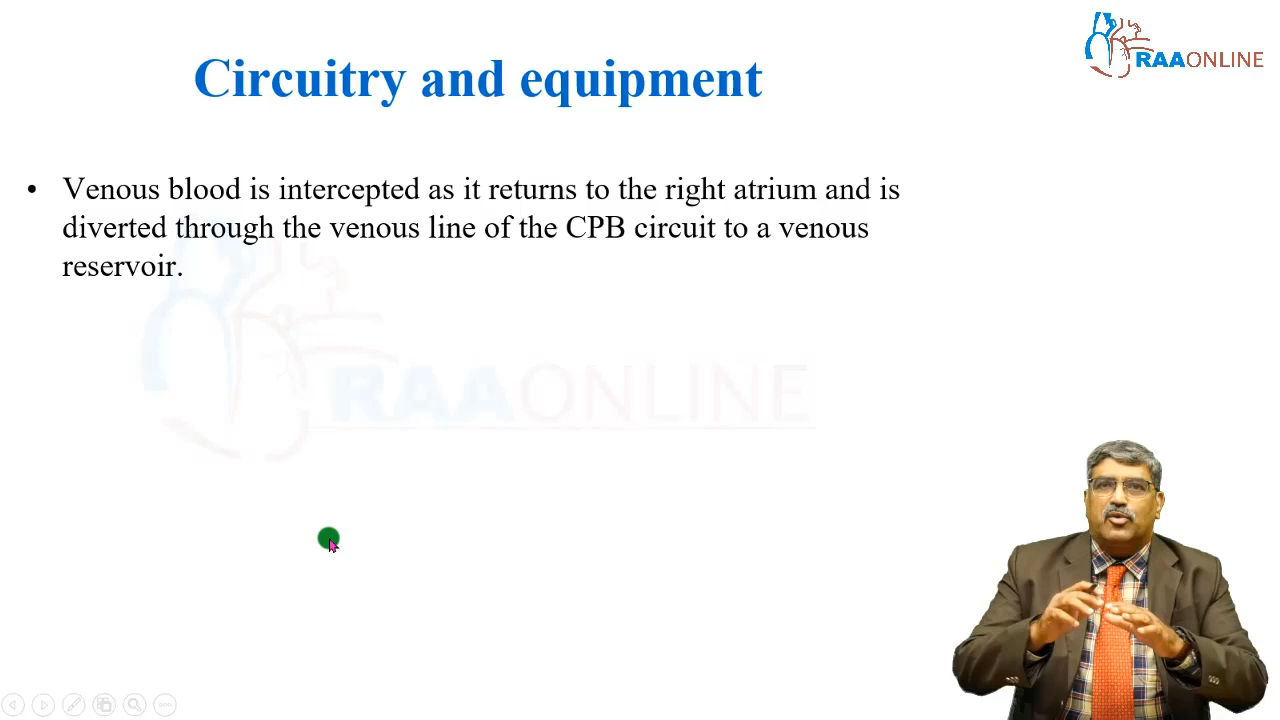 RAAONLINE
Circuitry and equipment
• Venous blood is intercepted as it returns to the right atrium and is
diverted through the venous line of the CPB circuit to a venous
reservoir.
RAAONLINE